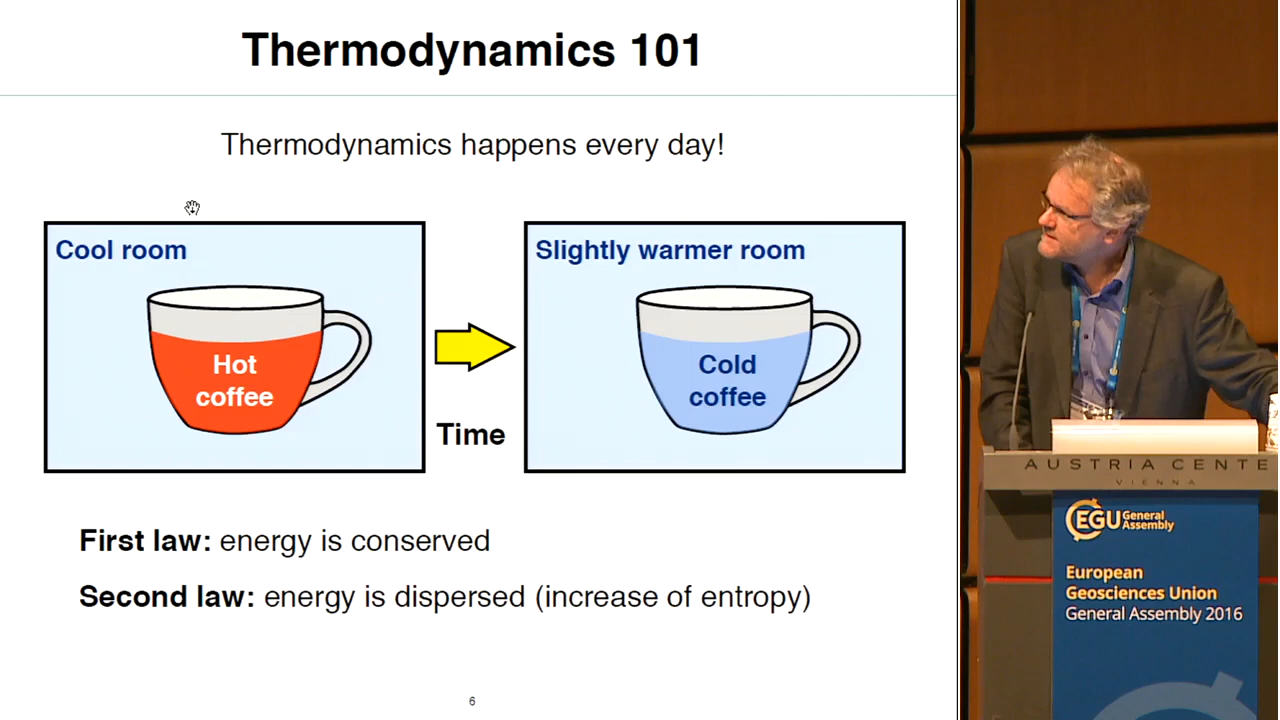 Thermodynamics 101
Thermodynamics happens every day!
Cool room
Hot
coffee
Time
Slightly warmer room
Cold
coffee
First law: energy is conserved
Second law: energy is dispersed (increase of entropy)
6
AUSTRIA CENTE
VIENNA
EGU General
Assembly
European
Geosciences Union
General Assembly 2016